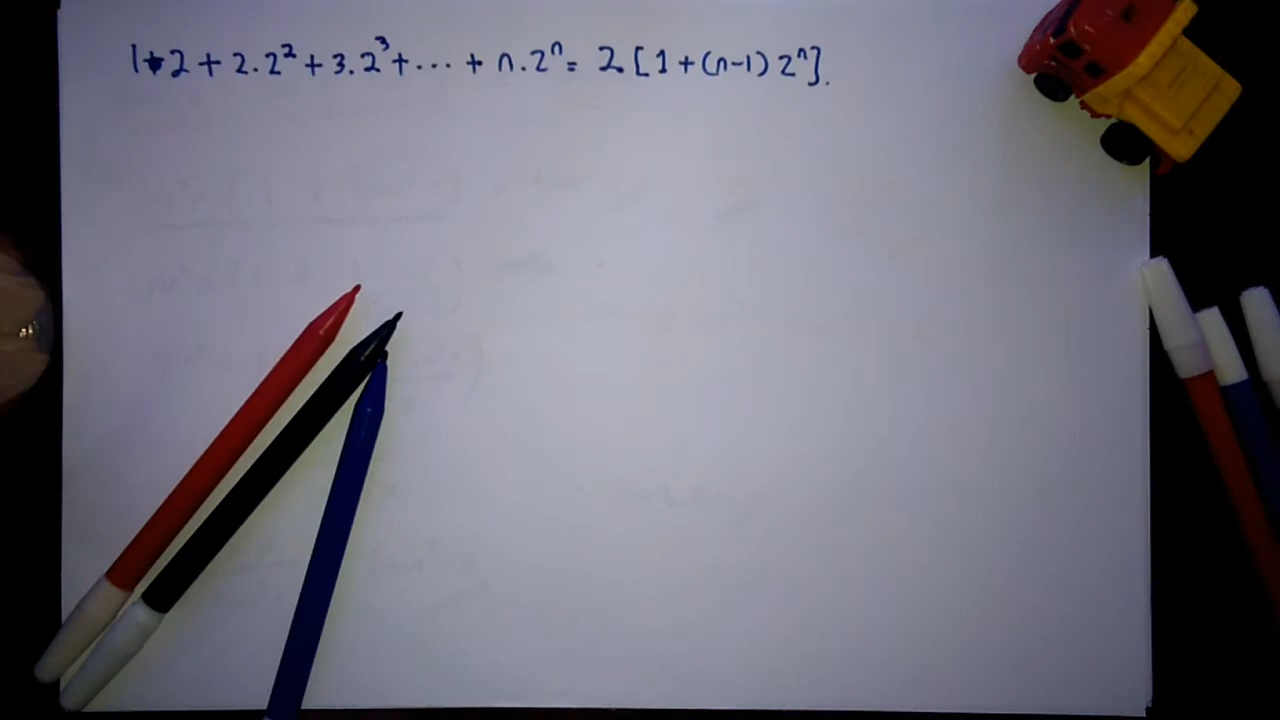 1·2 + 2.2² + 3.2³ + ... + n.2ⁿ = 2[1+(n-1)2ⁿ].